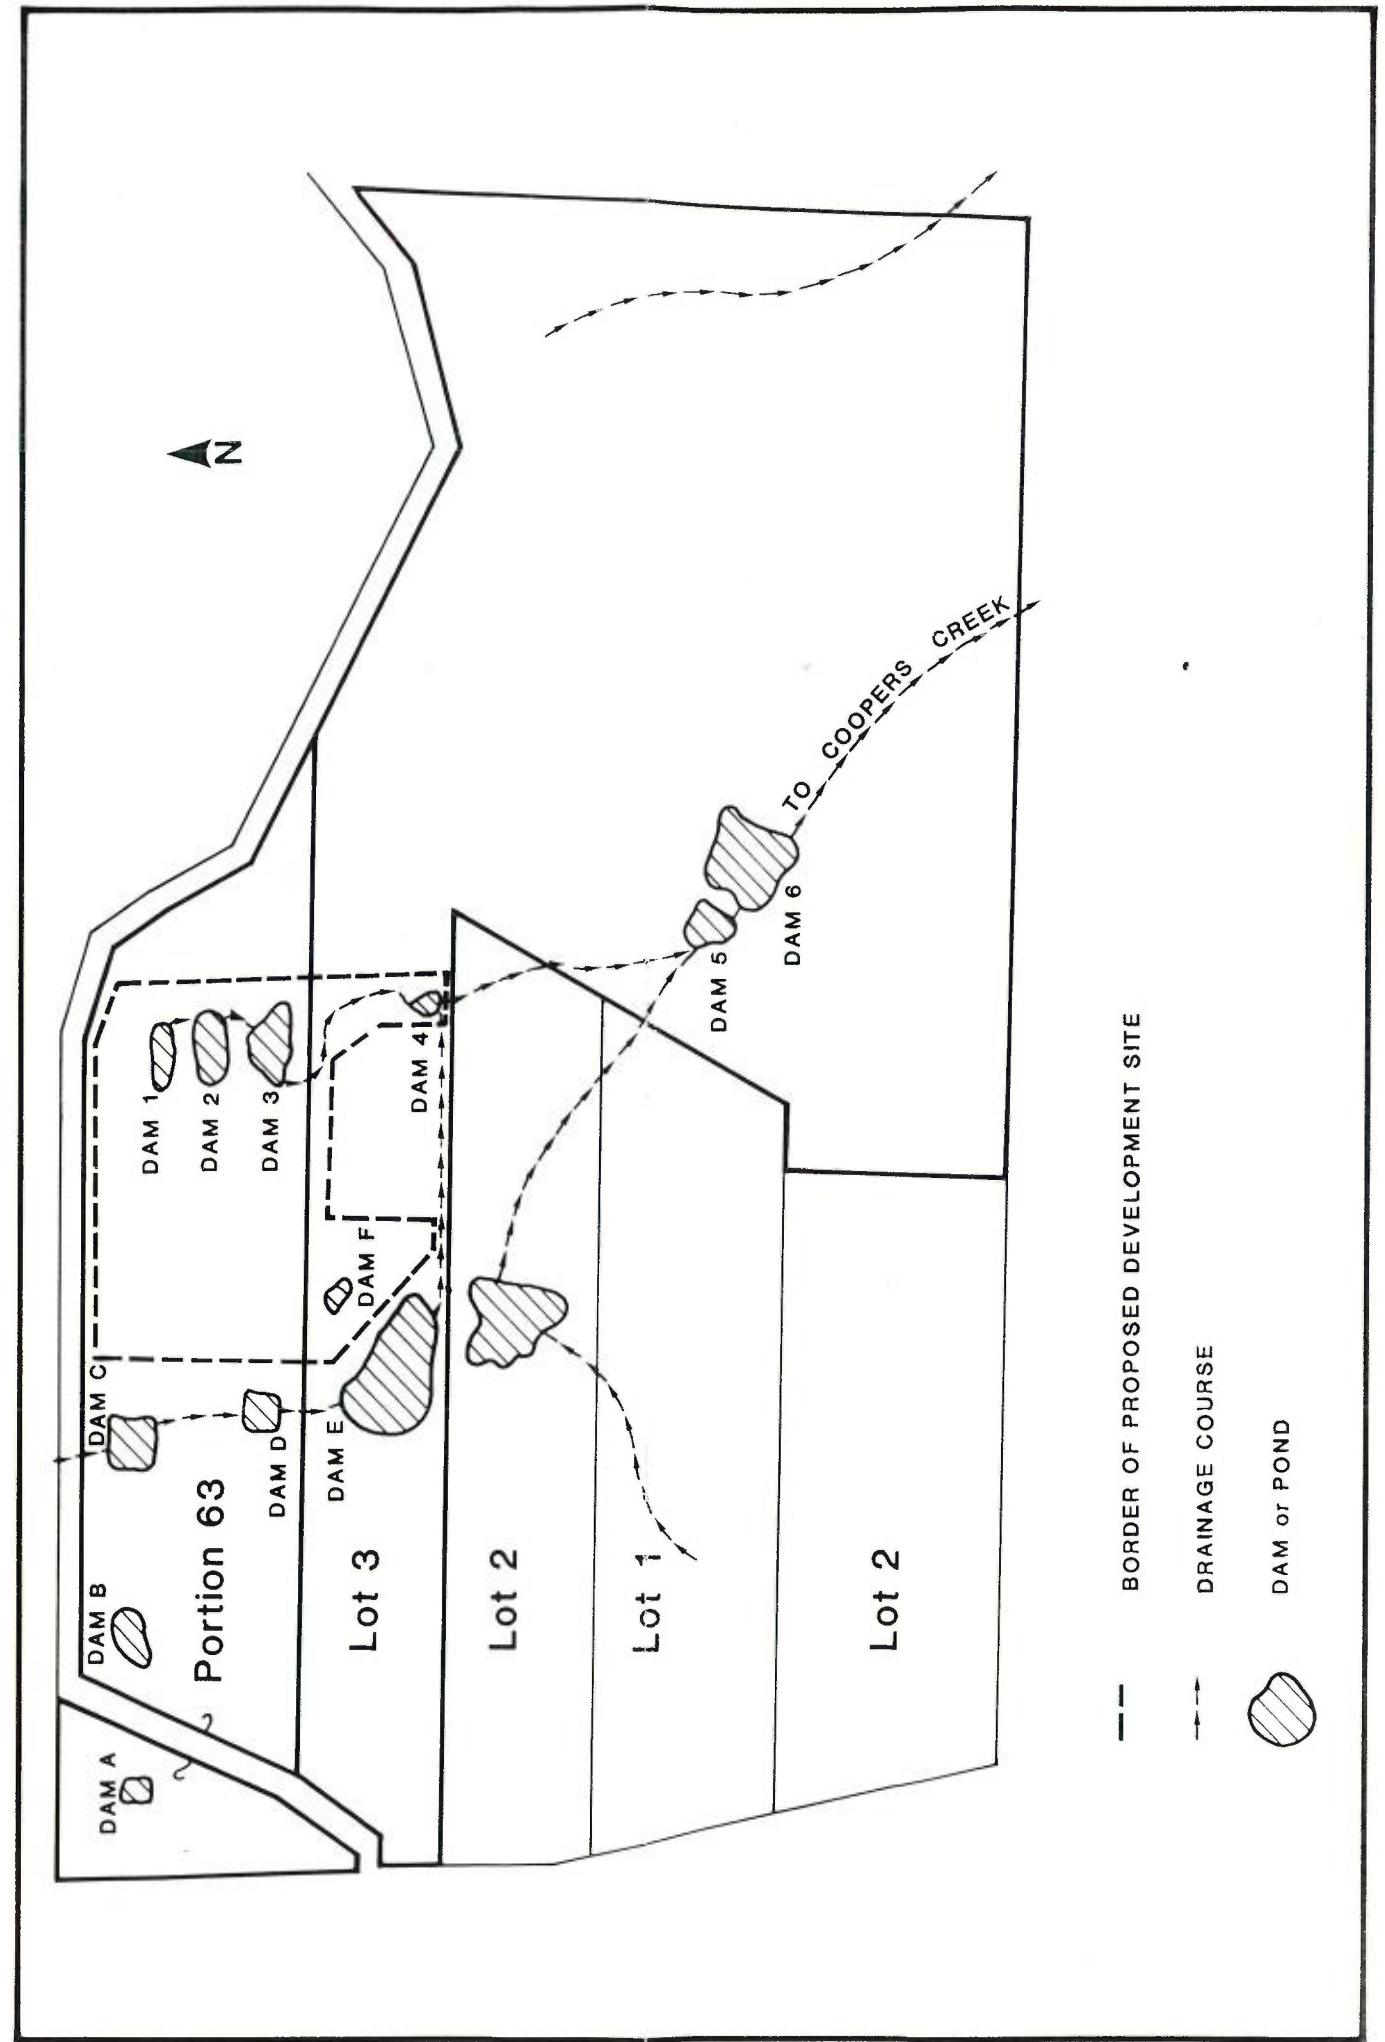 N
DAM A
DAM B
DAM C
Portion 63
DAM 1
DAM 2
DAM 3
DAM D
DAM E
DAM F
DAM 4
Lot 3
Lot 2
Lot 1
Lot 2
DAM 5
DAM 6
TO COOPERS CREEK
BORDER OF PROPOSED DEVELOPMENT SITE
DRAINAGE COURSE
DAM or POND